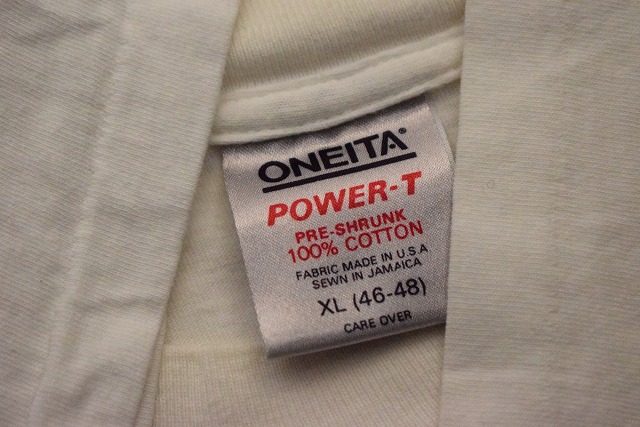 ONEITA®
POWER-T
PRE-SHRUNK
100% COTTON
FABRIC MADE IN U.S.A
SEWN IN JAMAICA
XL (46-48)
CARE OVER